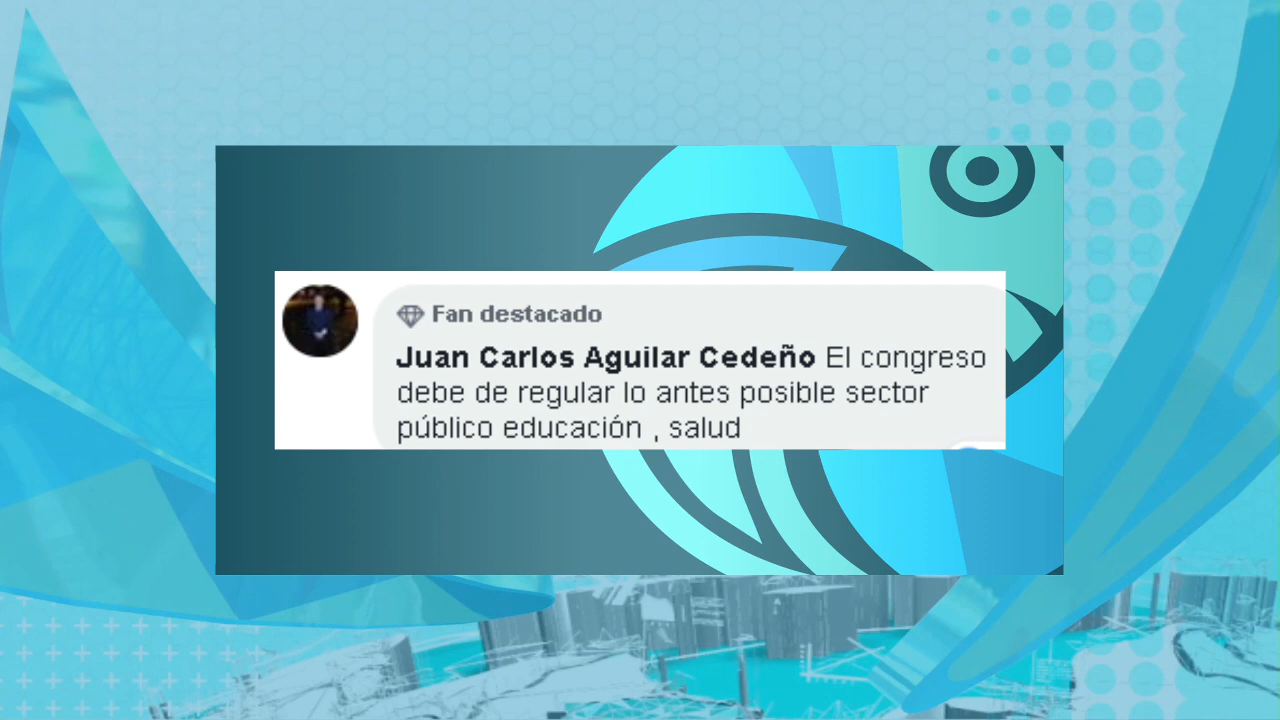 Fan destacado
Juan Carlos Aguilar Cedeño El congreso
debe de regular lo antes posible sector
público educación , salud